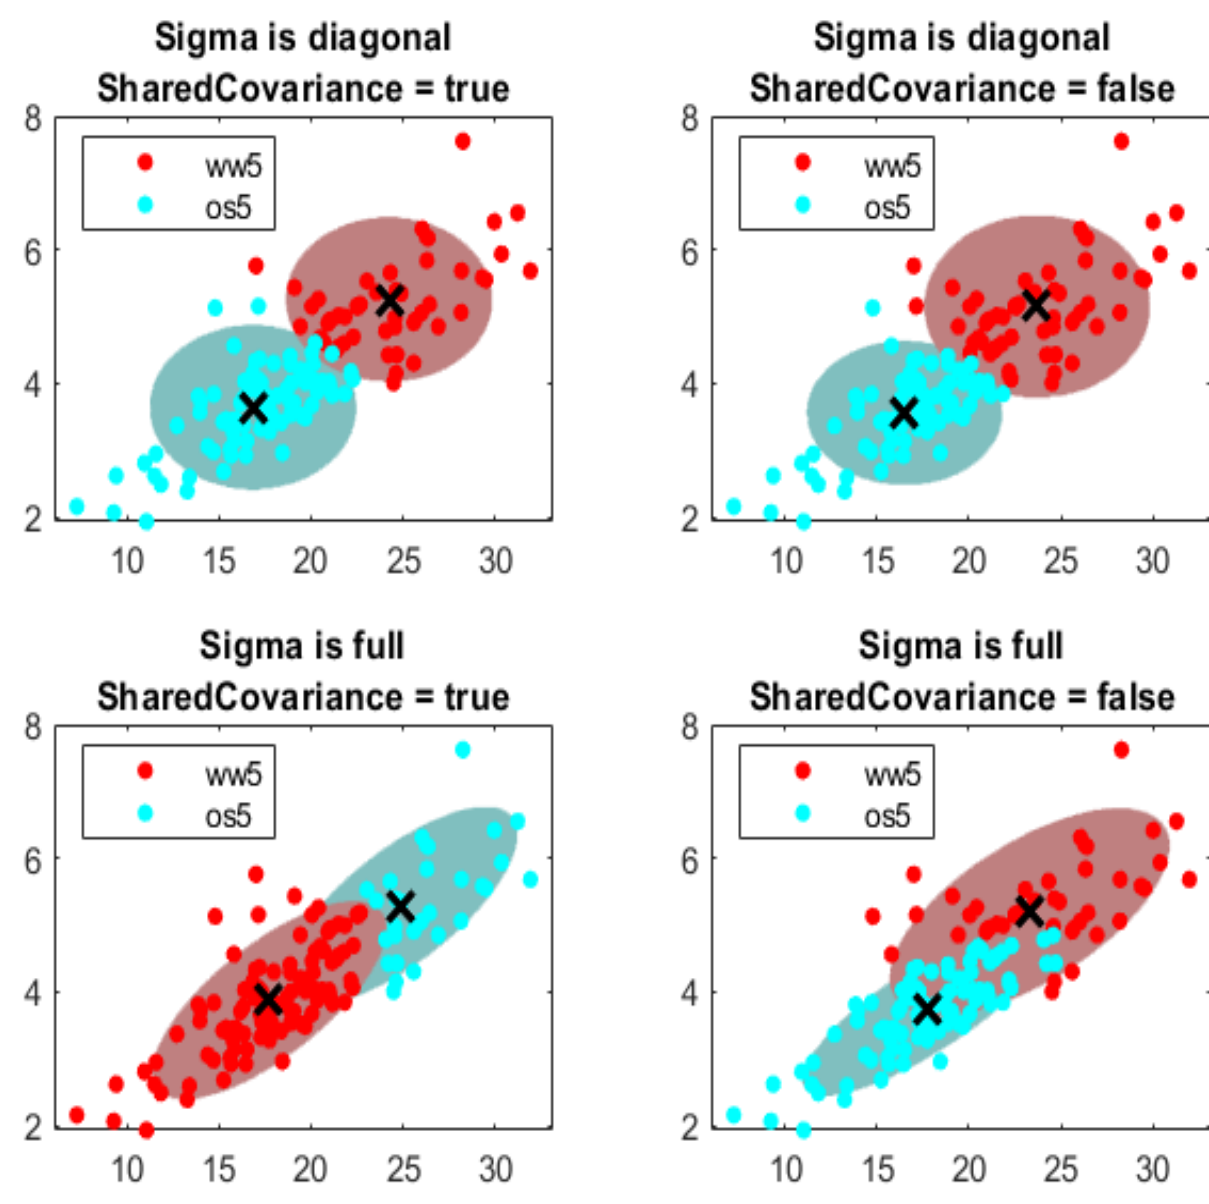 Sigma is diagonal
SharedCovariance = true
8
6
4
2
ww5
os5
10 15 20 25 30
Sigma is diagonal
SharedCovariance = false
8
6
4
2
ww5
os5
10 15 20 25 30
Sigma is full
SharedCovariance = true
8
6
4
2
ww5
os5
10 15 20 25 30
Sigma is full
SharedCovariance = false
8
6
4
2
ww5
os5
10 15 20 25 30